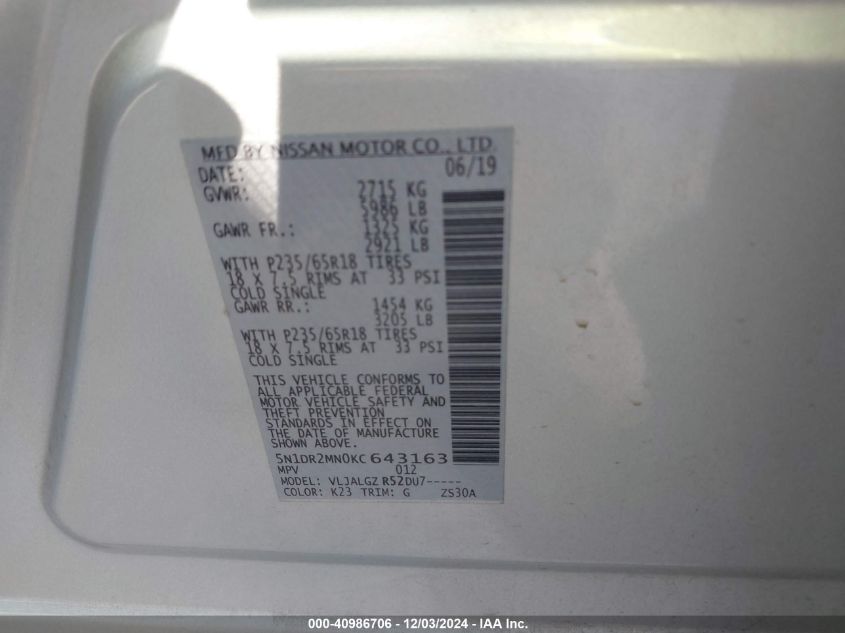 MFD BY NISSAN MOTOR CO., LTD.
DATE: 06/19
GVWR: 2715 KG
5986 LB
GAWR FR.: 1325 KG
2921 LB
WITH P235/65R18 TIRES
18 X 7.5 RIMS AT 33 PSI
COLD SINGLE
GAWR RR.: 1454 KG
3205 LB
WITH P235/65R18 TIRES
18 X 7.5 RIMS AT 33 PSI
COLD SINGLE
THIS VEHICLE CONFORMS TO
ALL APPLICABLE FEDERAL
MOTOR VEHICLE SAFETY AND
THEFT PREVENTION
STANDARDS IN EFFECT ON
THE DATE OF MANUFACTURE
SHOWN ABOVE.
5N1DR2MN0KC643163
MPV 012
MODEL: VLJALGZ R52DU7-----
COLOR: K23 TRIM: G ZS30A
000-40986706 - 12/03/2024 - IAA Inc.